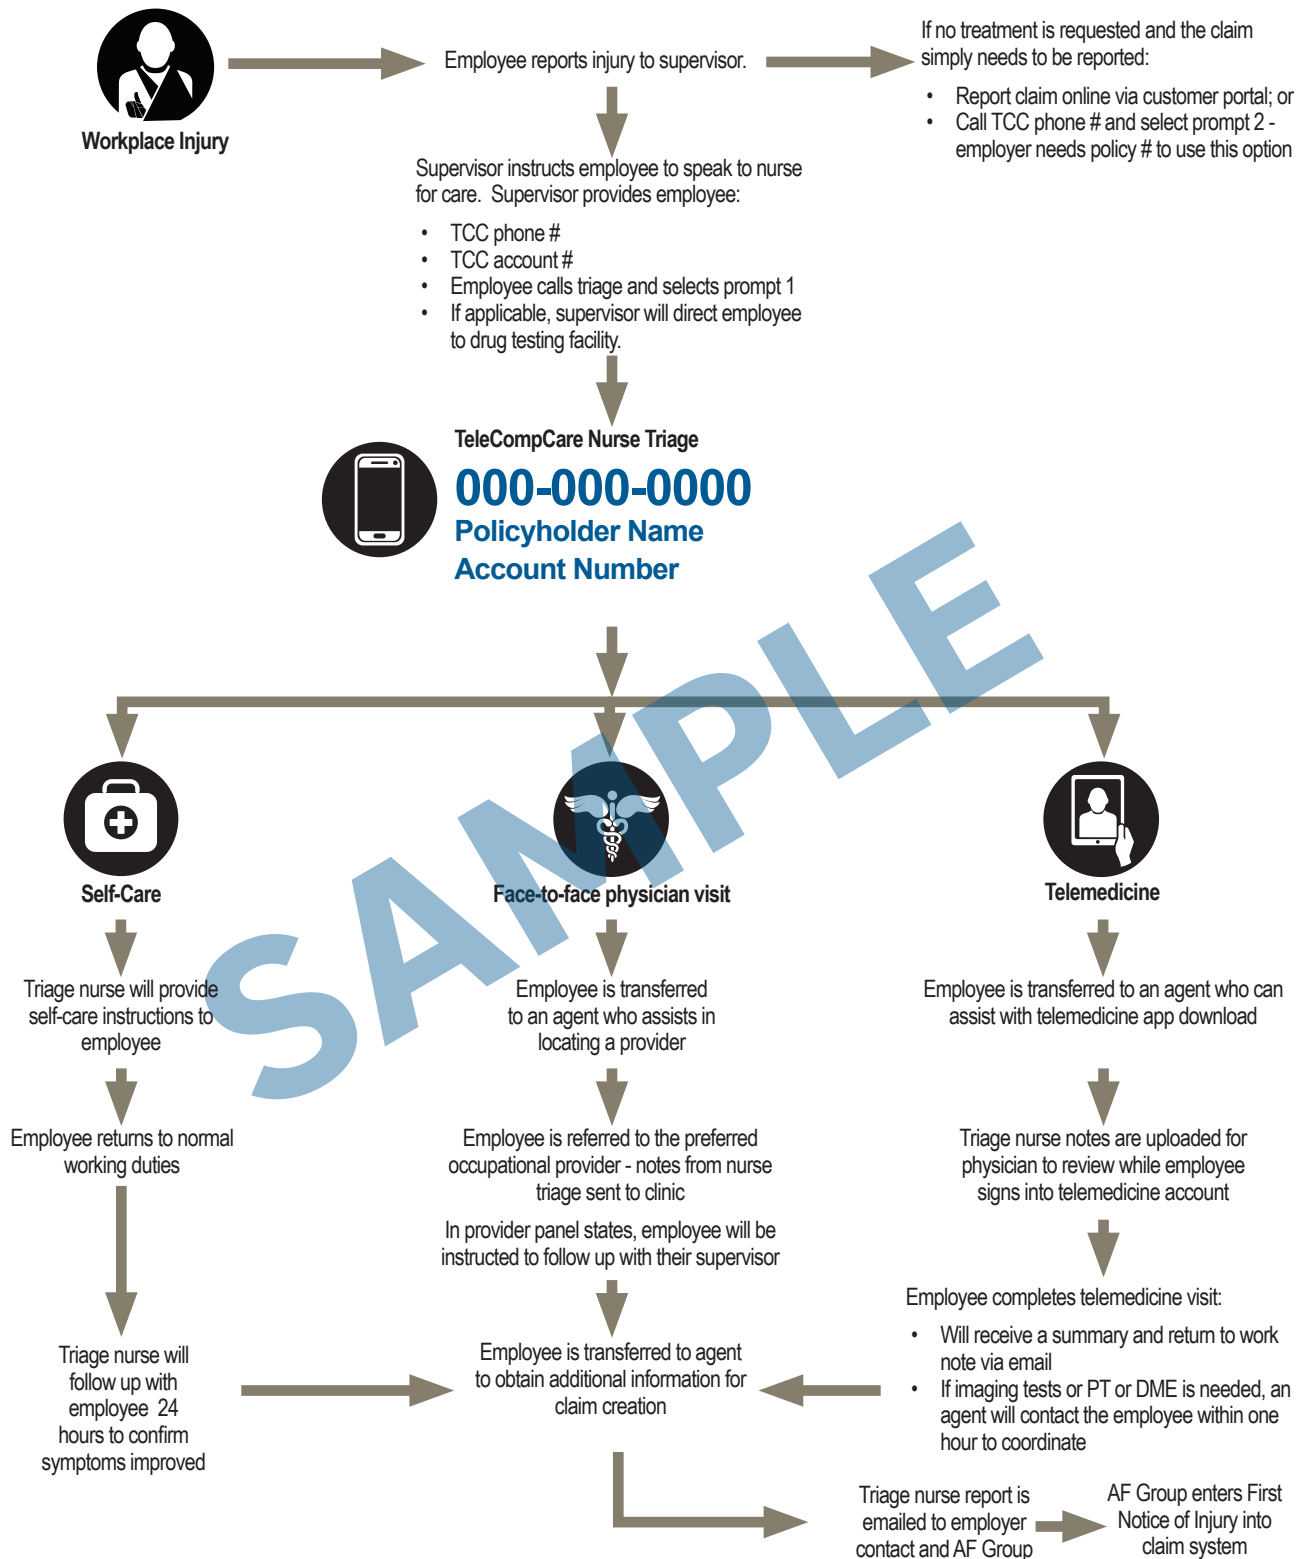 Workplace Injury
Employee reports injury to supervisor.
If no treatment is requested and the claim
simply needs to be reported:
• Report claim online via customer portal; or
• Call TCC phone # and select prompt 2 -
employer needs policy # to use this option
Supervisor instructs employee to speak to nurse
for care.  Supervisor provides employee:
• TCC phone #
• TCC account #
• Employee calls triage and selects prompt 1
• If applicable, supervisor will direct employee
to drug testing facility.
TeleCompCare Nurse Triage
000-000-0000
Policyholder Name
Account Number
SAMPLE
Self-Care
Triage nurse will provide
self-care instructions to
employee
Employee returns to normal
working duties
Triage nurse will
follow up with
employee  24
hours to confirm
symptoms improved
Face-to-face physician visit
Employee is transferred
to an agent who assists in
locating a provider
Employee is referred to the preferred
occupational provider - notes from nurse
triage sent to clinic
In provider panel states, employee will be
instructed to follow up with their supervisor
Employee is transferred to agent
to obtain additional information for
claim creation
Telemedicine
Employee is transferred to an agent who can
assist with telemedicine app download
Triage nurse notes are uploaded for
physician to review while employee
signs into telemedicine account
Employee completes telemedicine visit:
• Will receive a summary and return to work
note via email
• If imaging tests or PT or DME is needed, an
agent will contact the employee within one
hour to coordinate
Triage nurse report is
emailed to employer
contact and AF Group
AF Group enters First
Notice of Injury into
claim system